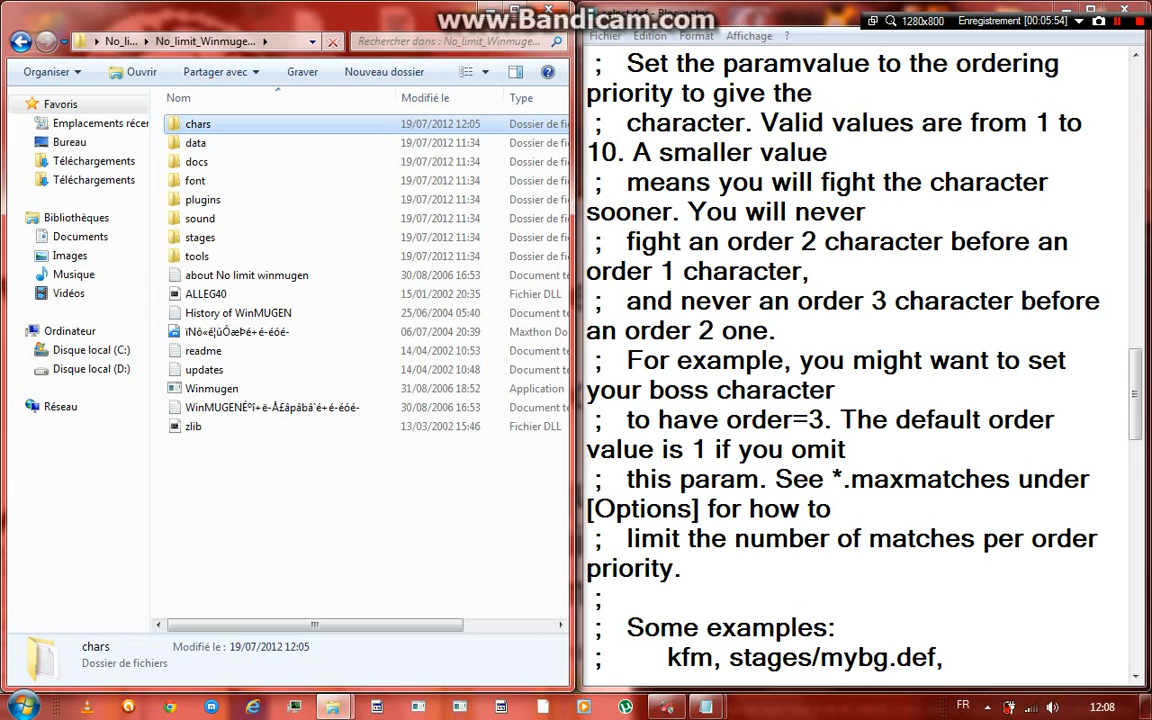 select.def - Bloc-notes
www.Bandicam.com
1280x800 Enregistrement (00:05:54)
No_li... No_limit_Winmuge... Rechercher dans : No_limit_Winmuge...
Fichier Edition Format Affichage ?
Organiser Ouvrir Partager avec Graver Nouveau dossier
Nom Modifié le Type
Favoris
Emplacements récen
Bureau
Téléchargements
Téléchargements
Bibliothèques
Documents
Images
Musique
Vidéos
Ordinateur
Disque local (C:)
Disque local (D:)
Réseau
chars 19/07/2012 12:05 Dossier de fi
data 19/07/2012 11:34 Dossier de fi
docs 19/07/2012 11:34 Dossier de fi
font 19/07/2012 11:34 Dossier de fi
plugins 19/07/2012 11:34 Dossier de fi
sound 19/07/2012 11:34 Dossier de fi
stages 19/07/2012 11:34 Dossier de fi
tools 19/07/2012 11:34 Dossier de fi
about No limit winmugen 30/08/2006 16:53 Document te
ALLEG40 15/01/2002 20:35 Fichier DLL
History of WinMUGEN 25/06/2004 05:40 Document te
06/07/2004 20:39 Maxthon Do
readme 14/04/2002 10:53 Document te
updates 14/04/2002 10:48 Document te
Winmugen 31/08/2006 18:52 Application
30/08/2006 16:53 Document te
zlib 13/03/2002 15:46 Fichier DLL
chars Modifié le : 19/07/2012 12:05
Dossier de fichiers
; Set the paramvalue to the ordering
priority to give the
; character. Valid values are from 1 to
10. A smaller value
; means you will fight the character
sooner. You will never
; fight an order 2 character before an
order 1 character,
; and never an order 3 character before
an order 2 one.
; For example, you might want to set
your boss character
; to have order=3. The default order
value is 1 if you omit
; this param. See *.maxmatches under
[Options] for how to
; limit the number of matches per order
priority.
;
; Some examples:
; kfm, stages/mybg.def,
FR 12:08